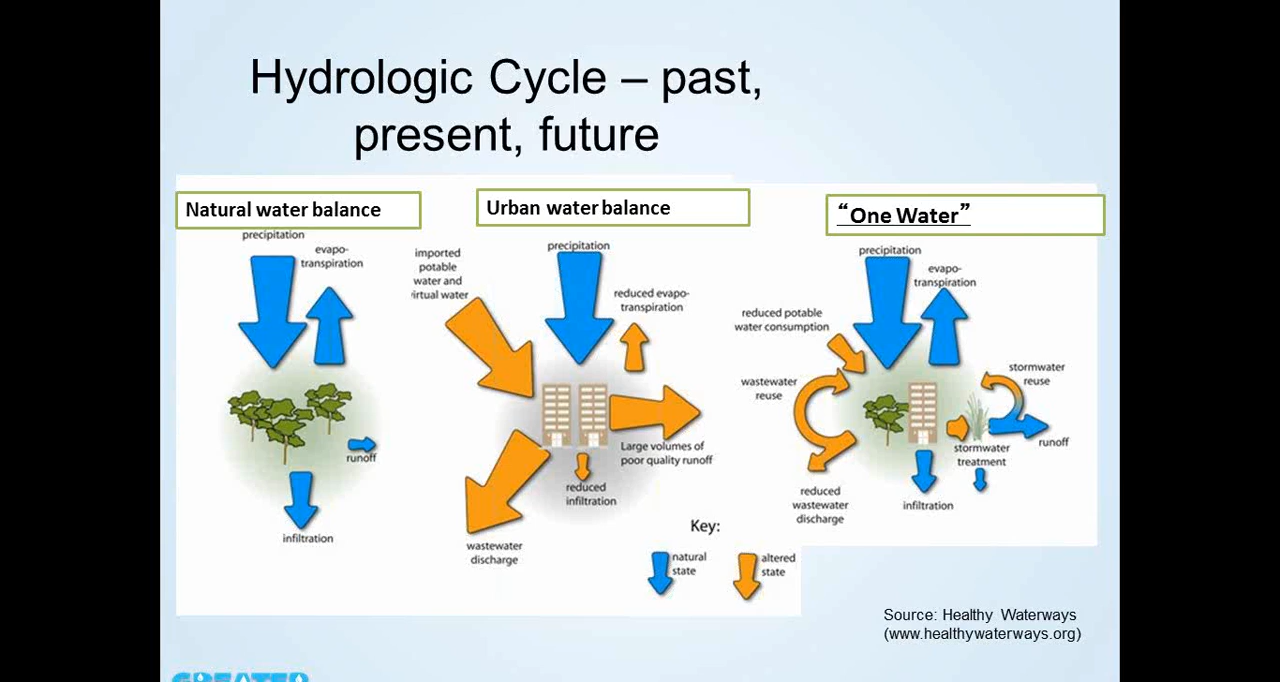 Hydrologic Cycle – past,
present, future
Natural water balance
precipitation
evapo-
transpiration
runoff
infiltration
Urban water balance
imported
potable
water and
virtual water
precipitation
reduced evapo-
transpiration
Large volumes of
poor quality runoff
reduced
infiltration
wastewater
discharge
Key:
natural
state
altered
state
“One Water”
precipitation
evapo-
transpiration
reduced potable
water consumption
wastewater
reuse
stormwater
reuse
runoff
stormwater
treatment
infiltration
reduced
wastewater
discharge
Source: Healthy Waterways
(www.healthywaterways.org)
GREATER